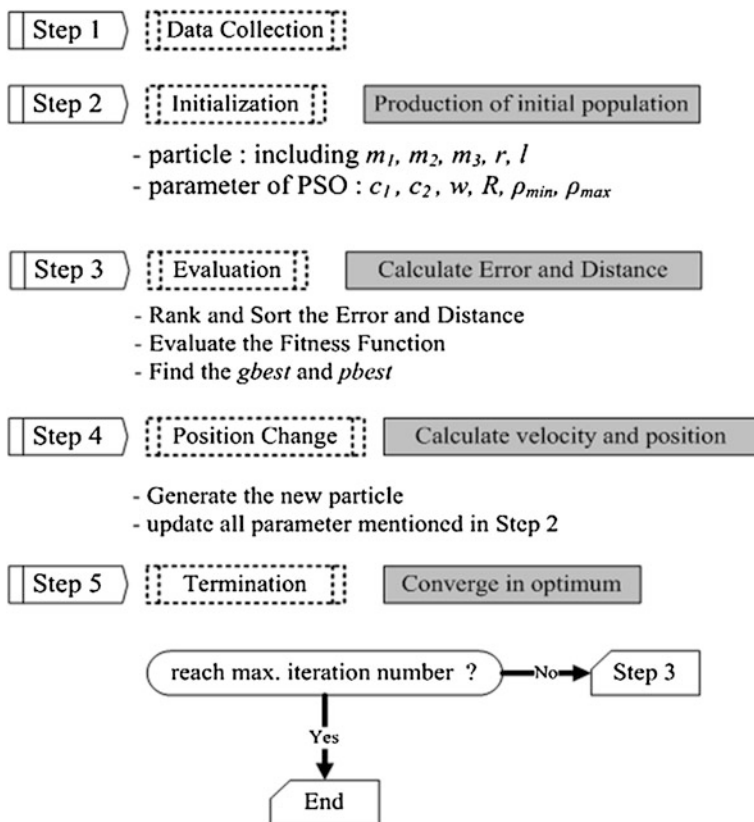 Step 1 Data Collection
Step 2 Initialization Production of initial population
- particle : including m1, m2, m3, r, l
- parameter of PSO : c1, c2, w, R, ρmin, ρmax
Step 3 Evaluation Calculate Error and Distance
- Rank and Sort the Error and Distance
- Evaluate the Fitness Function
- Find the gbest and pbest
Step 4 Position Change Calculate velocity and position
- Generate the new particle
- update all parameter mentioned in Step 2
Step 5 Termination Converge in optimum
reach max. iteration number ? No Step 3
Yes
End